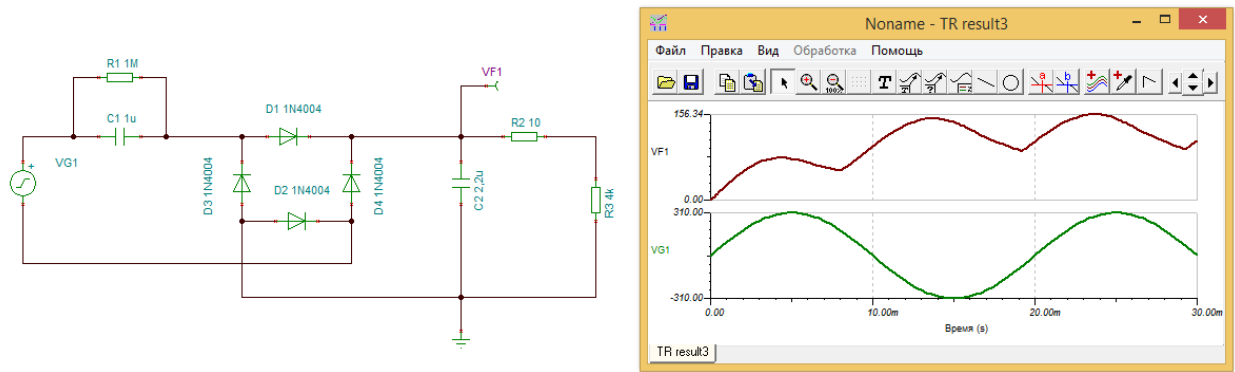 R1 1M
C1 1u
VG1
+
D1 1N4004
D3 1N4004
D2 1N4004
D4 1N4004
VF1
C2 2,2u
R2 10
R3 4k
Noname - TR result3
Файл Правка Вид Обработка Помощь
100%
T
a
b
156.34
VF1
0.00
310.00
VG1
-310.00
0.00 10.00m 20.00m 30.00m
Время (s)
TR result3